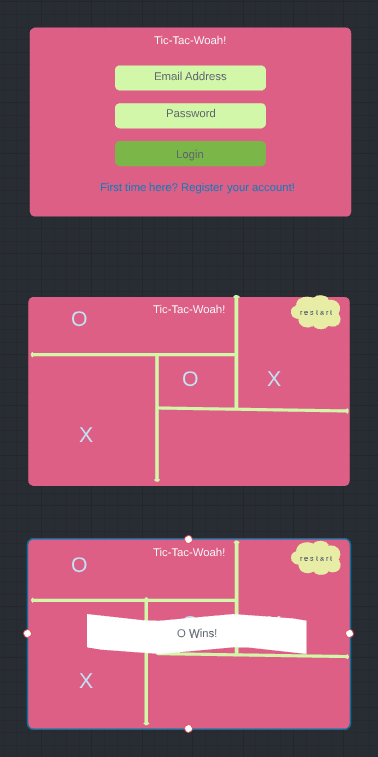 Tic-Tac-Woah!
Email Address
Password
Login
First time here? Register your account!
Tic-Tac-Woah!
restart
O
O
X
X
Tic-Tac-Woah!
restart
O
O Wins!
X